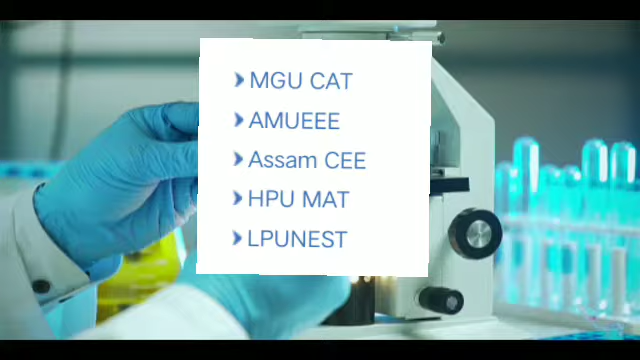 MGU CAT
AMUEEE
Assam CEE
HPU MAT
LPUNEST